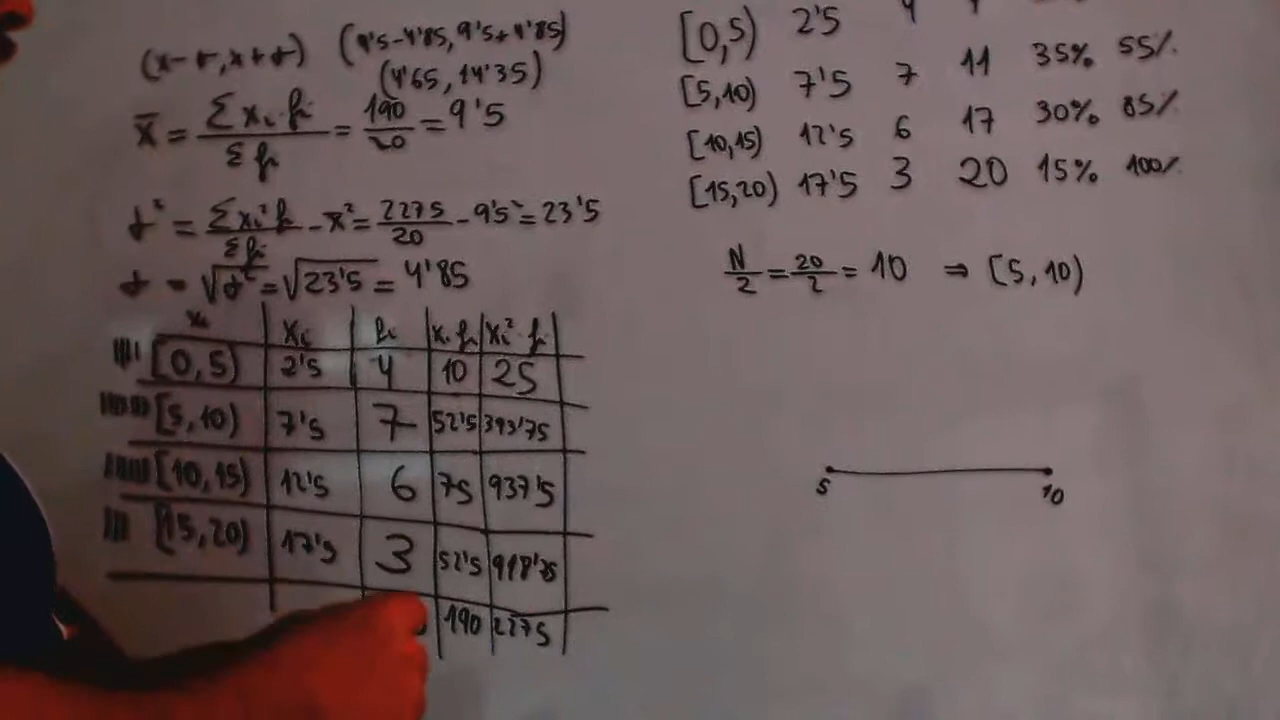 (x-σ, x+σ) (9'5-4'85, 9'5+4'85)
(4'65, 14'35)
x̄ = Σ xᵢ·fᵢ / Σ fᵢ = 190/20 = 9'5
σ² = Σ xᵢ² fᵢ / Σ fᵢ - x̄² = 2275/20 - 9'5² = 23'5
σ = √σ² = √23'5 = 4'85
xᵢ fᵢ xᵢ·fᵢ xᵢ²·fᵢ
[0,5) 2'5 4 10 25
[5,10) 7'5 7 52'5 393'75
[10,15) 12'5 6 75 937'5
[15,20) 17'5 3 52'5 918'75
190 2275
[0,5) 2'5 4
[5,10) 7'5 7 11 35% 55%
[10,15) 12'5 6 17 30% 85%
[15,20) 17'5 3 20 15% 100%
N/2 = 20/2 = 10 ⇒ [5,10)
5 10